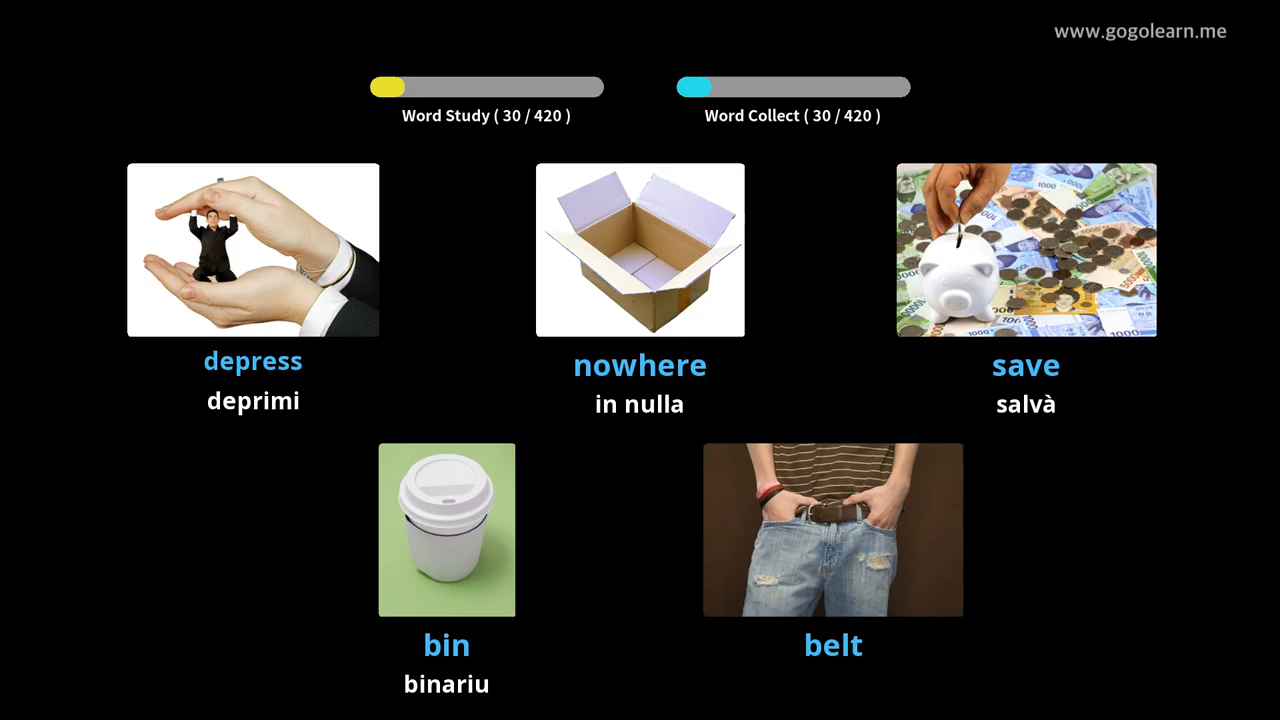 www.gogolearn.me
Word Study ( 30 / 420 )
Word Collect ( 30 / 420 )
depress
deprimi
nowhere
in nulla
save
salvà
bin
binariu
belt